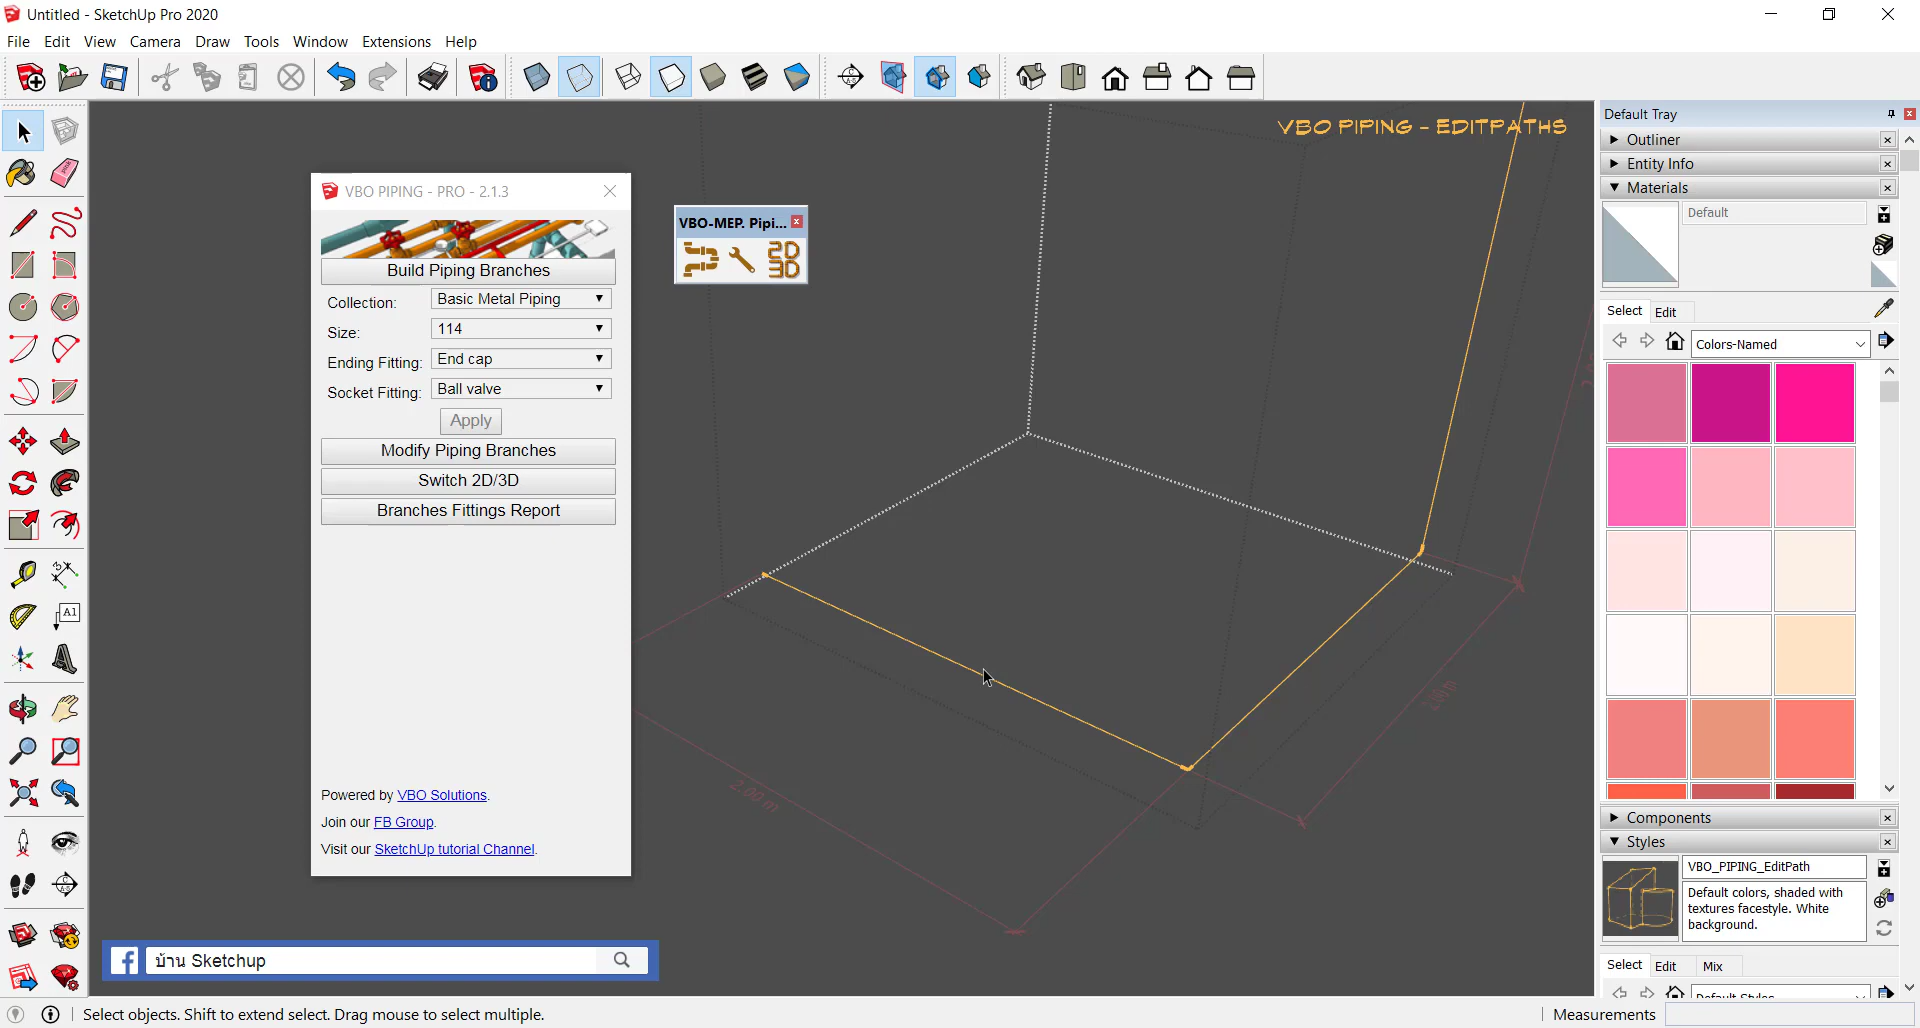 Untitled - SketchUp Pro 2020
File Edit View Camera Draw Tools Window Extensions Help
VBO PIPING - EDITPATHS
VBO PIPING - PRO - 2.1.3
Build Piping Branches
Collection: Basic Metal Piping
Size: 114
Ending Fitting: End cap
Socket Fitting: Ball valve
Apply
Modify Piping Branches
Switch 2D/3D
Branches Fittings Report
Powered by VBO Solutions.
Join our FB Group.
Visit our SketchUp tutorial Channel.
VBO-MEP. Pipi...
2D
3D
2.00 m
A1
บ้าน Sketchup
Default Tray
Outliner
Entity Info
Materials
Default
Select Edit
Colors-Named
Components
Styles
VBO_PIPING_EditPath
Default colors, shaded with
textures facestyle. White
background.
Select Edit Mix
Default Styles
Select objects. Shift to extend select. Drag mouse to select multiple.
Measurements